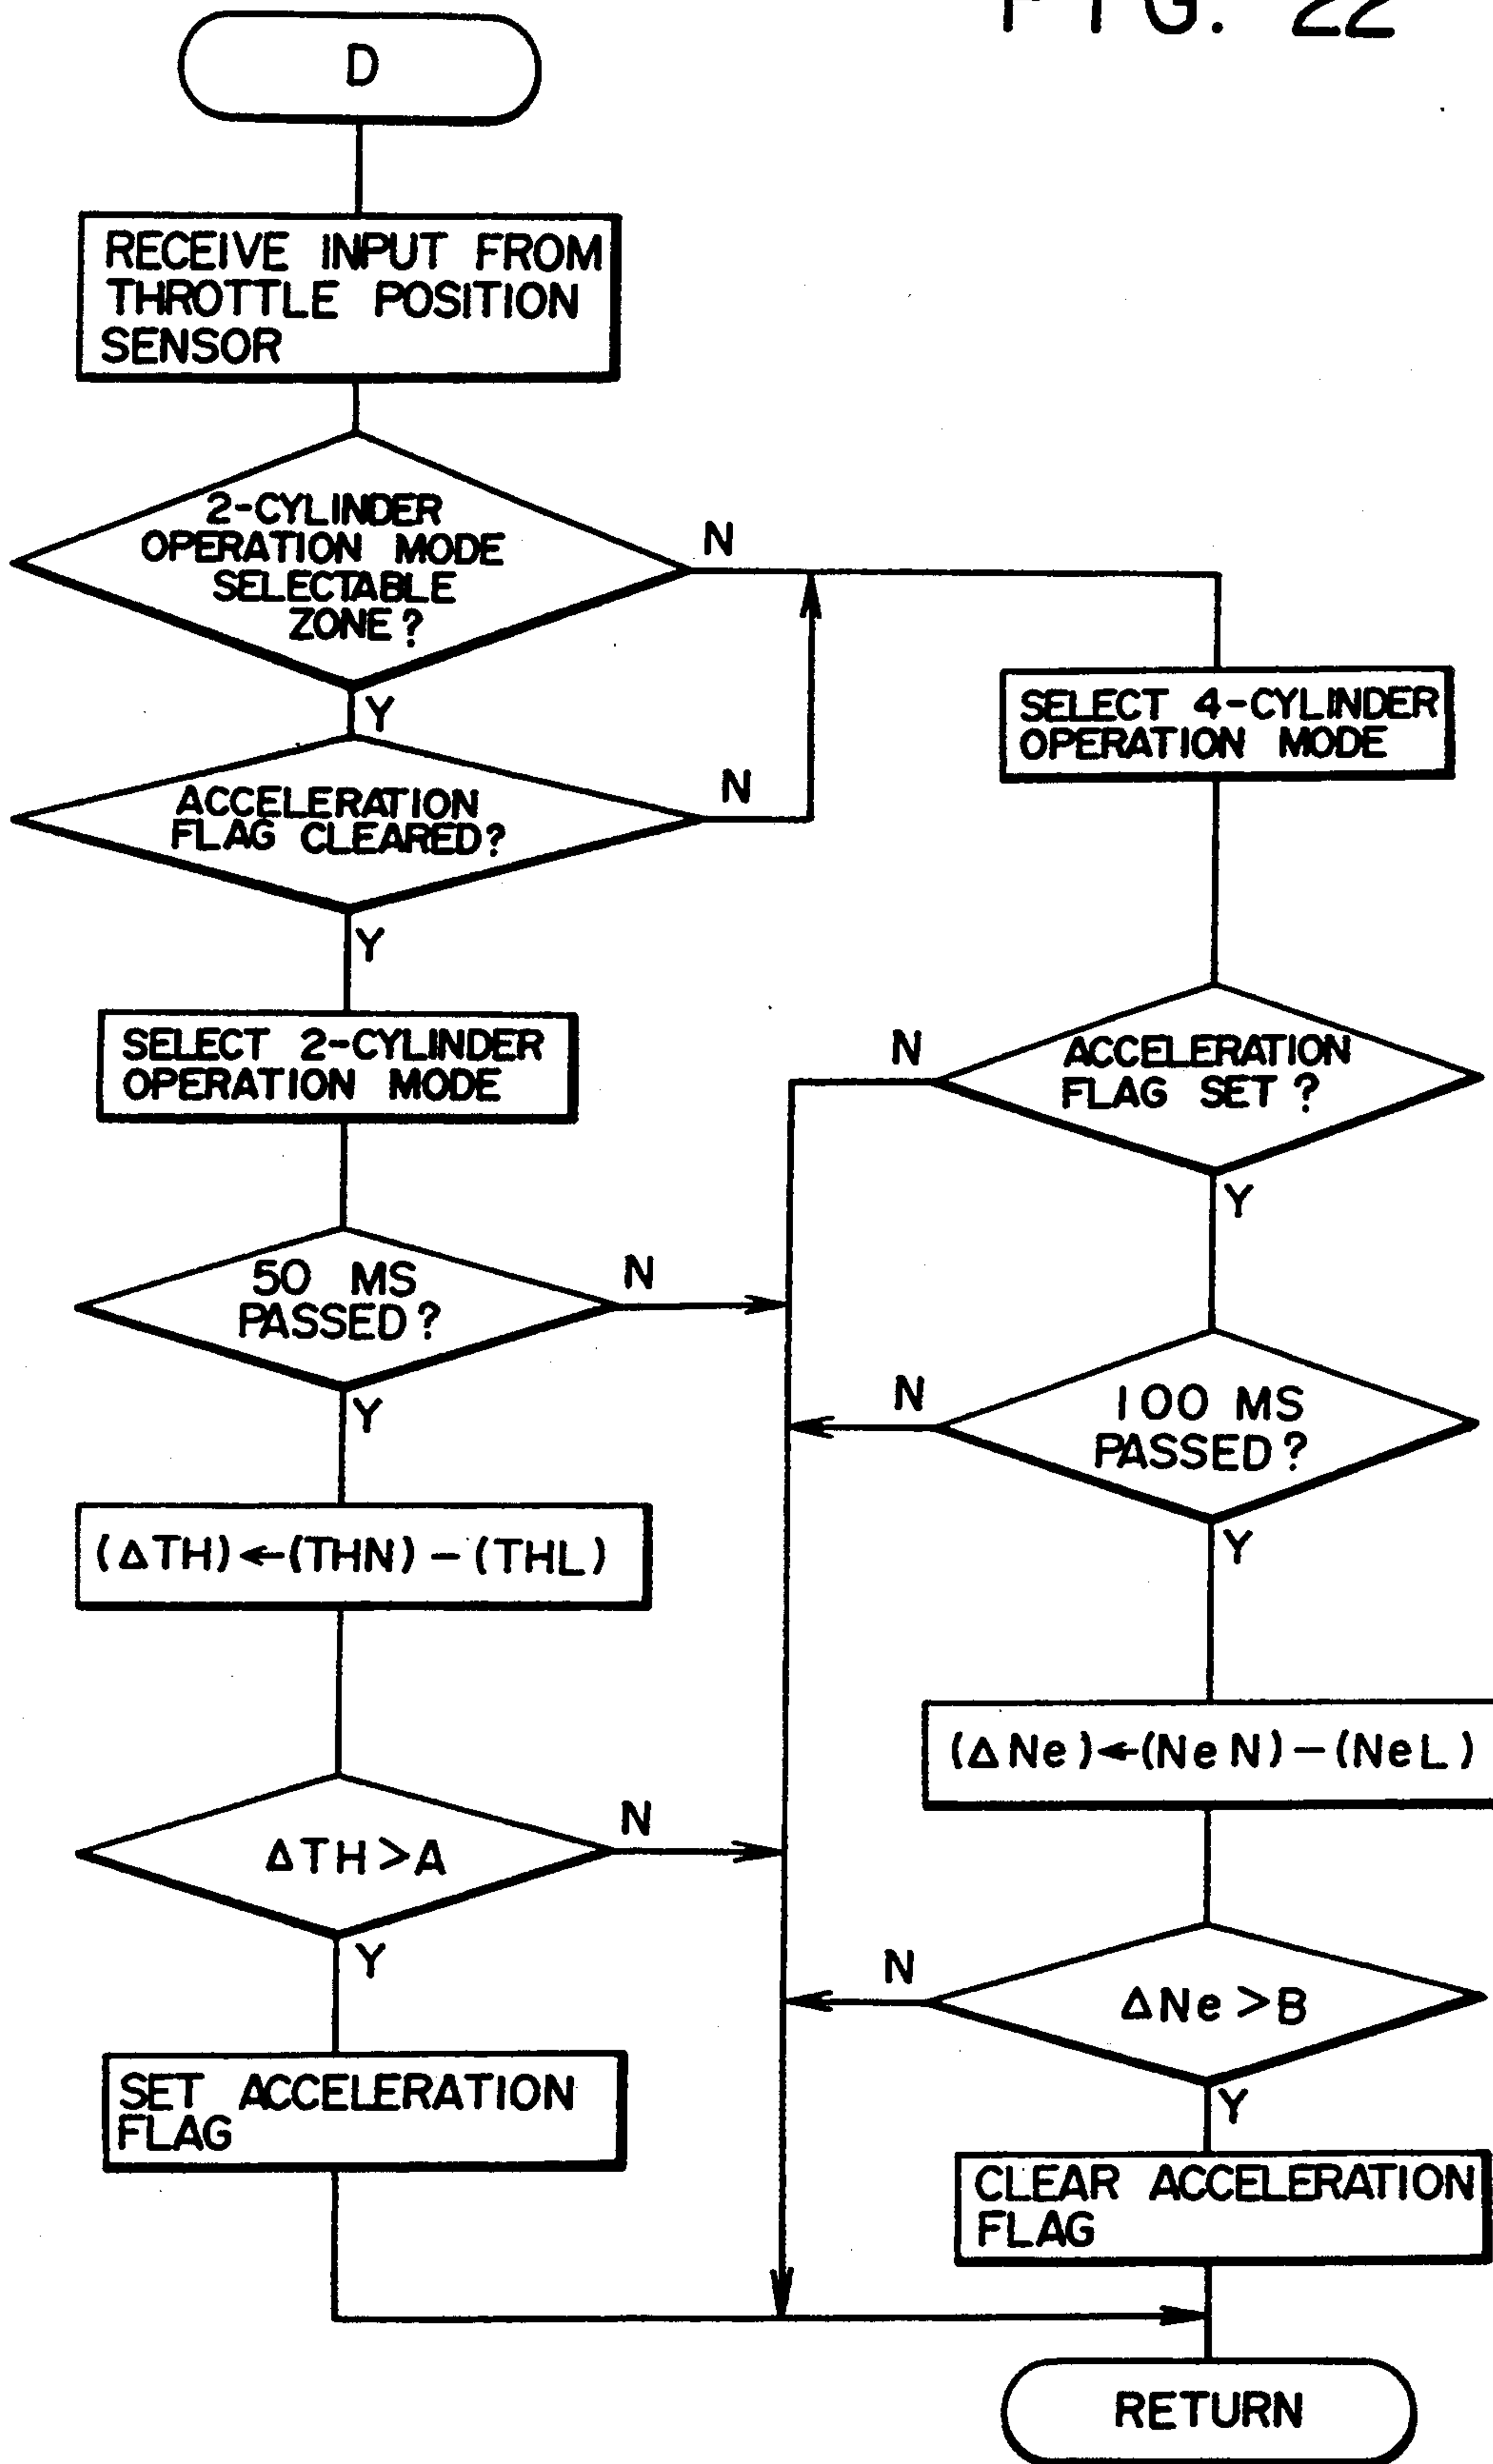 FIG. 22
D
RECEIVE INPUT FROM
THROTTLE POSITION
SENSOR
2-CYLINDER
OPERATION MODE
SELECTABLE
ZONE?
N
Y
ACCELERATION
FLAG CLEARED?
N
Y
SELECT 2-CYLINDER
OPERATION MODE
50 MS
PASSED?
N
Y
(ΔTH)←(THN)-(THL)
ΔTH>A
N
Y
SET ACCELERATION
FLAG
SELECT 4-CYLINDER
OPERATION MODE
ACCELERATION
FLAG SET?
N
Y
100 MS
PASSED?
N
Y
(ΔNe)←(NeN)-(NeL)
ΔNe>B
N
Y
CLEAR ACCELERATION
FLAG
RETURN